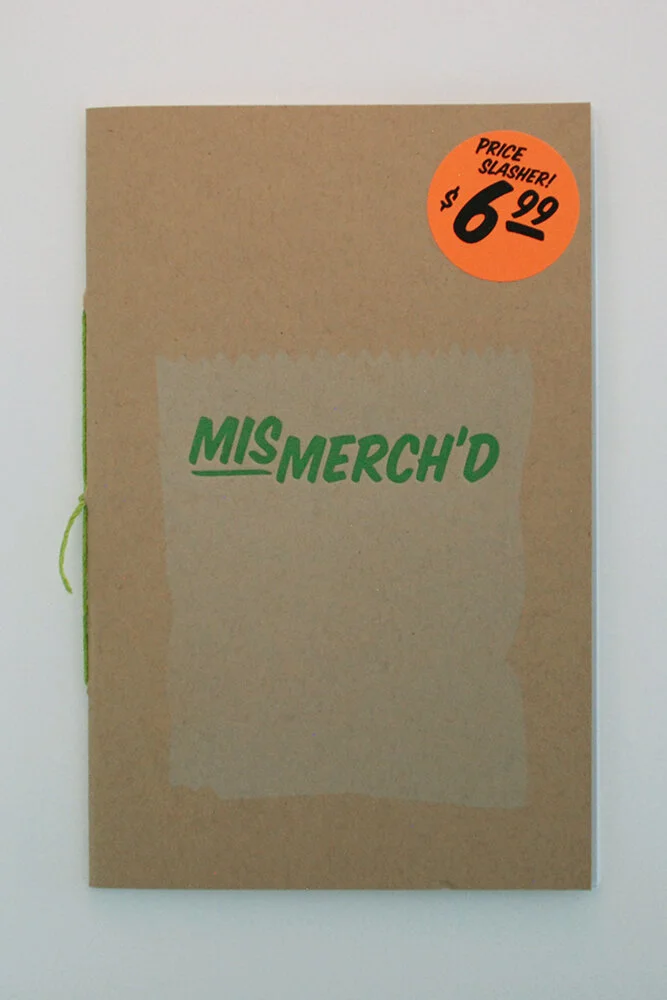 PRICE
SLASHER!
$6.99
MISMERCH'D